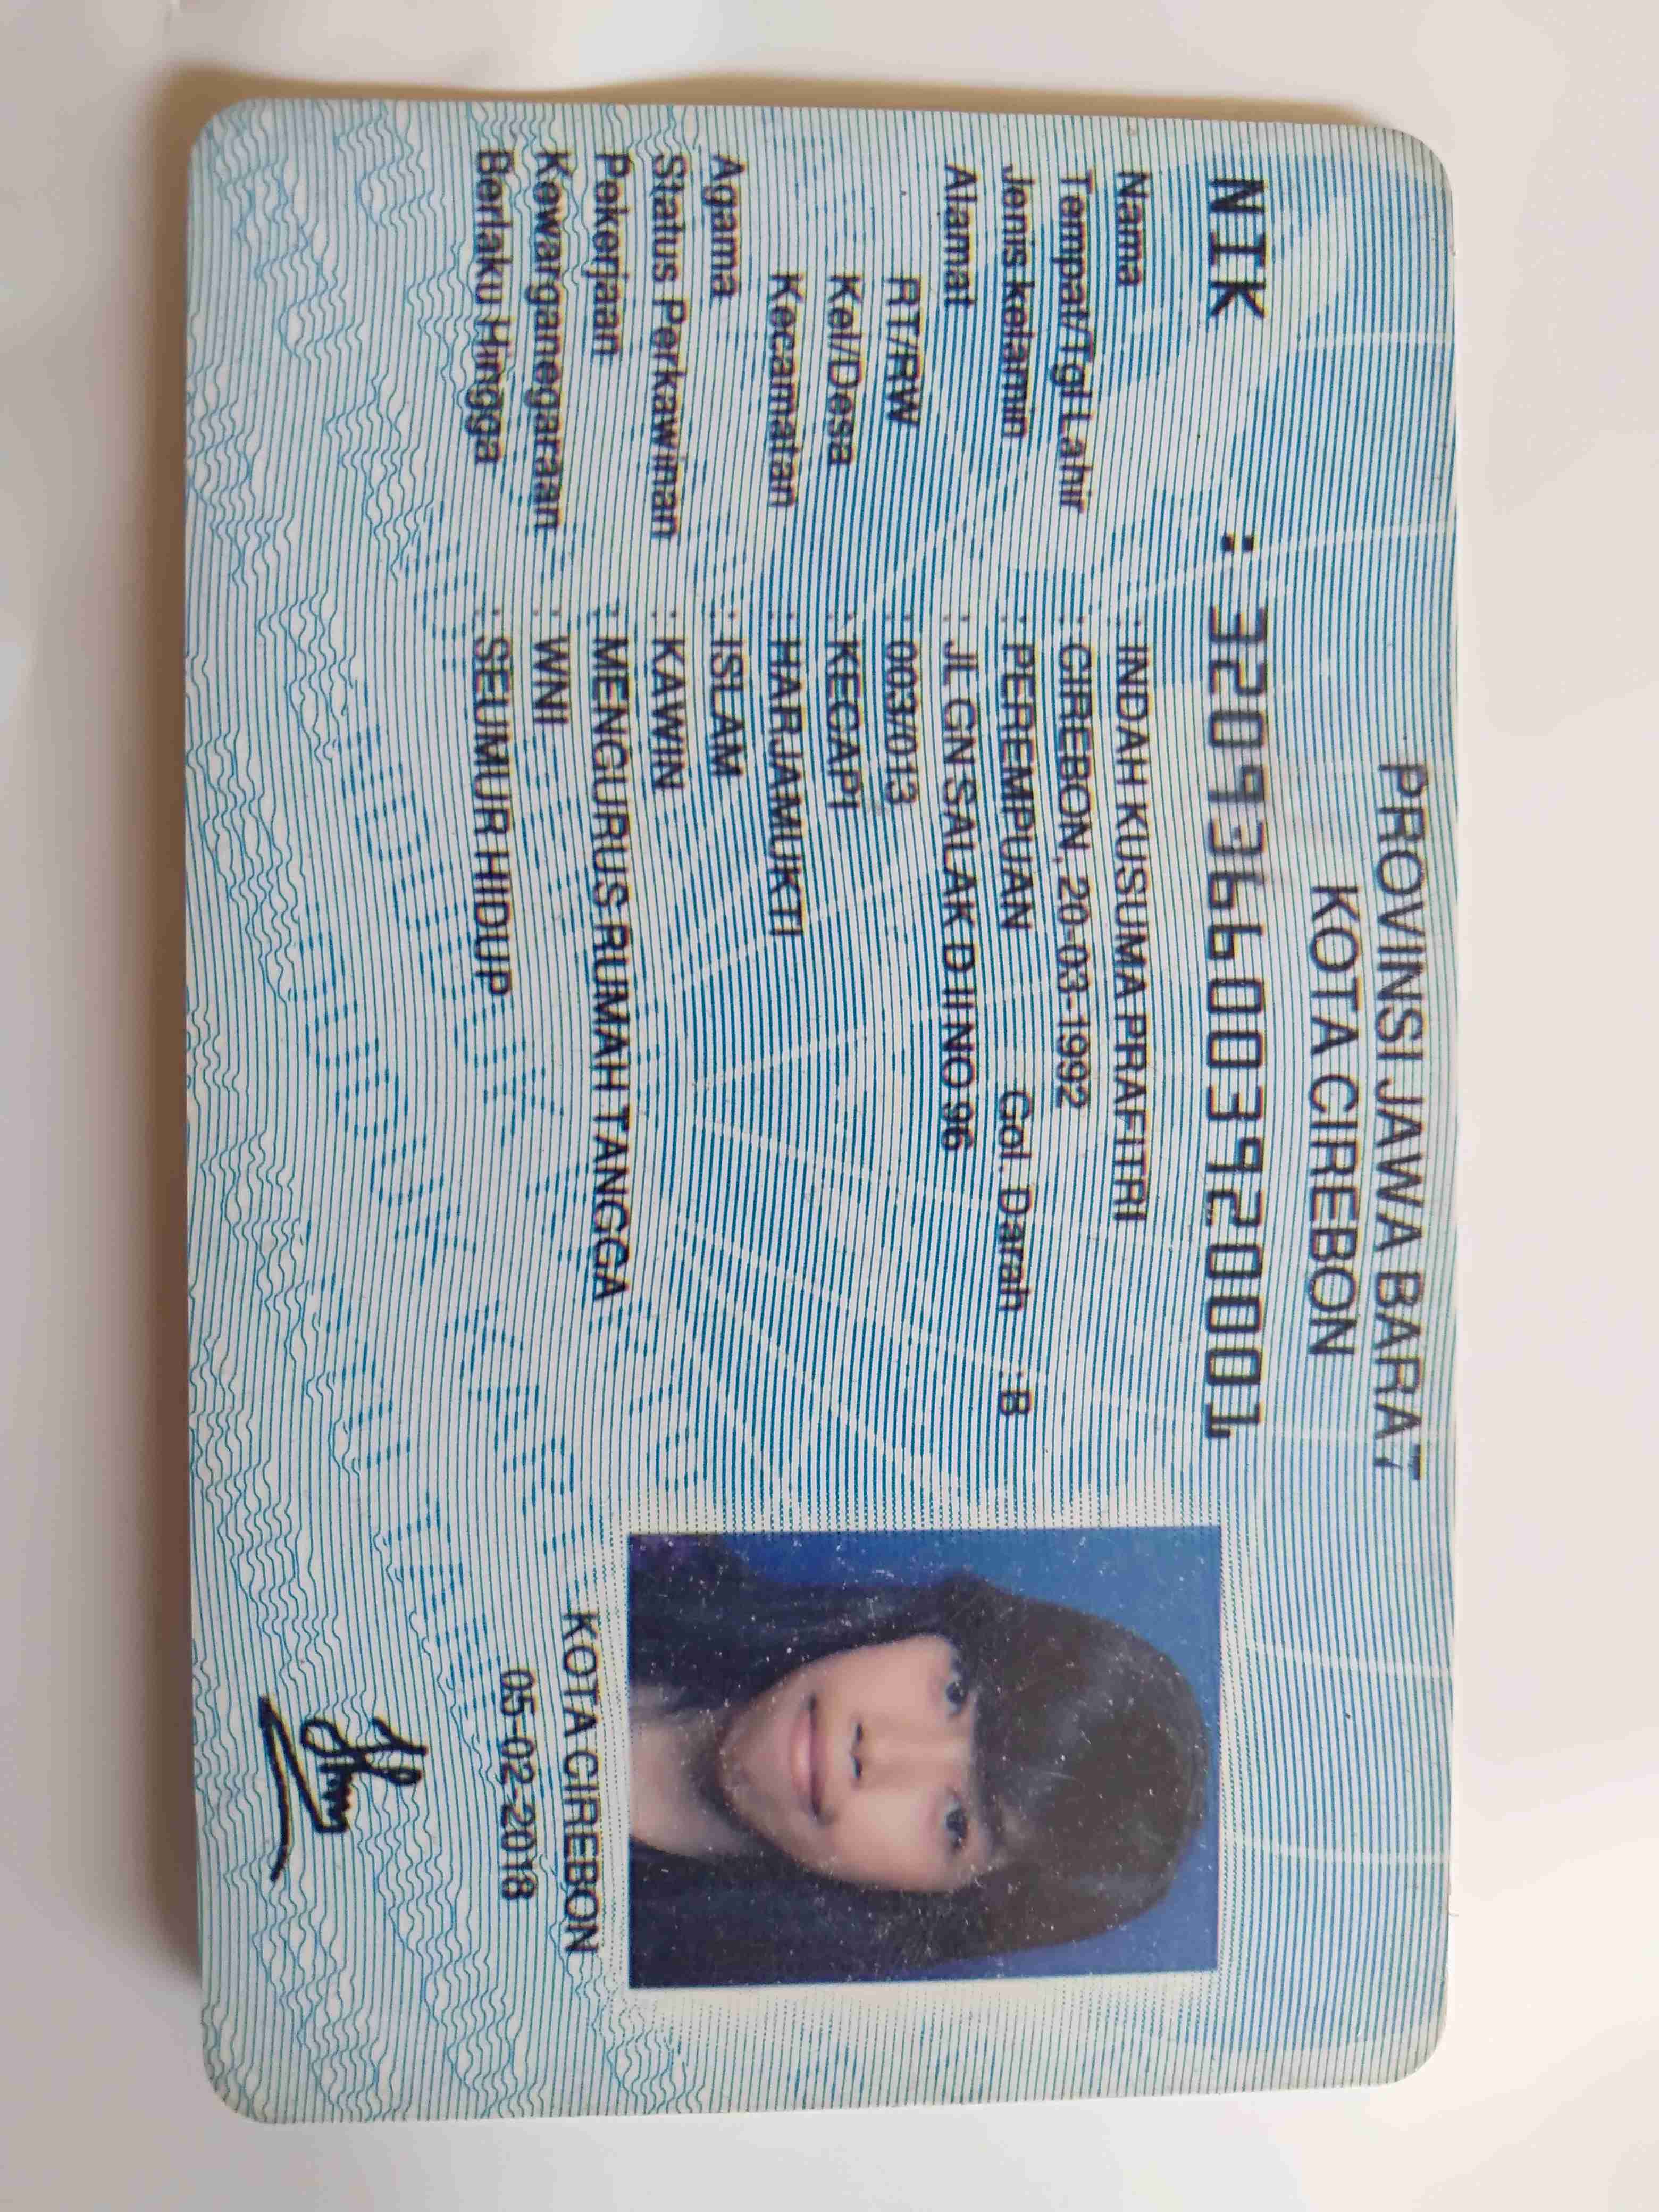 PROVINSI JAWA BARAT
KOTA CIREBON
NIK : 3209366003920001
Nama : INDAH KUSUMA PRAFITRI
Tempat/Tgl Lahir : CIREBON, 20-03-1992
Jenis kelamin : PEREMPUAN Gol. Darah : B
Alamat : JL GN SALAK D II NO 96
RT/RW : 003/013
Kel/Desa : KECAPI
Kecamatan : HARJAMUKTI
Agama : ISLAM
Status Perkawinan : KAWIN
Pekerjaan : MENGURUS RUMAH TANGGA
Kewarganegaraan : WNI
Berlaku Hingga : SEUMUR HIDUP
KOTA CIREBON
05-02-2018